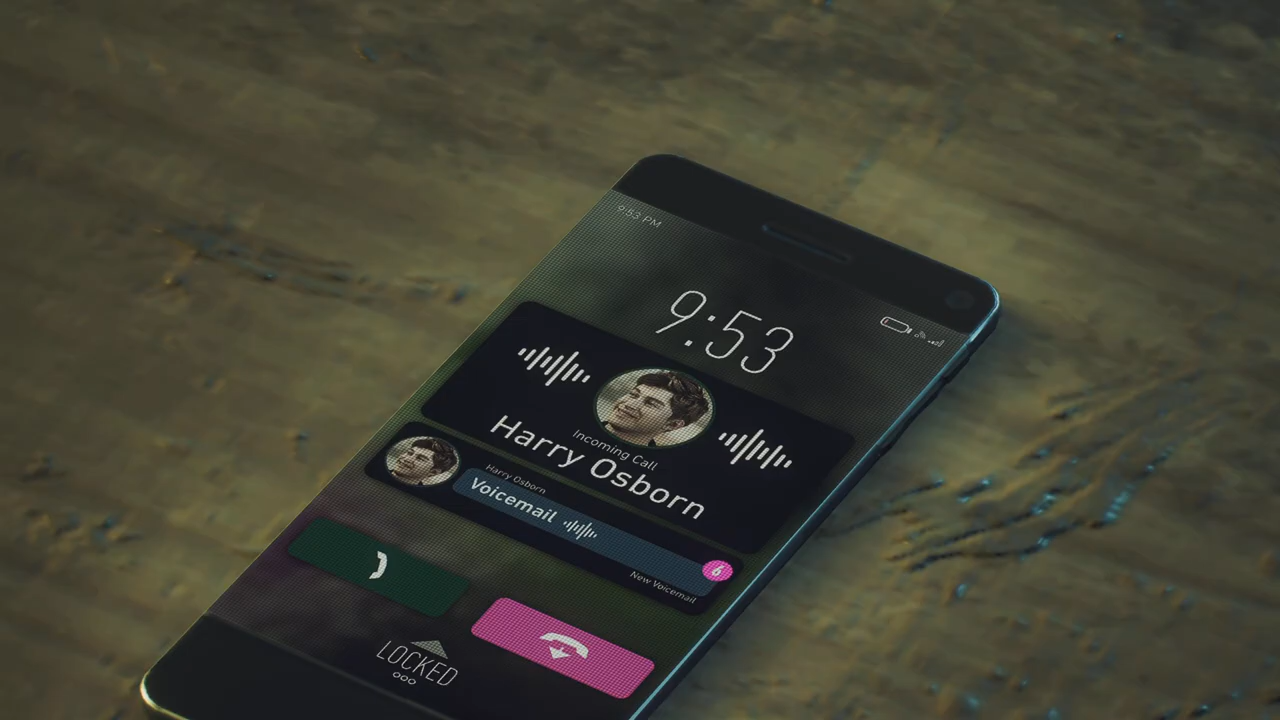 9:53 PM
9:53
Incoming Call
Harry Osborn
Harry Osborn
Voicemail
6
New Voicemail
LOCKED